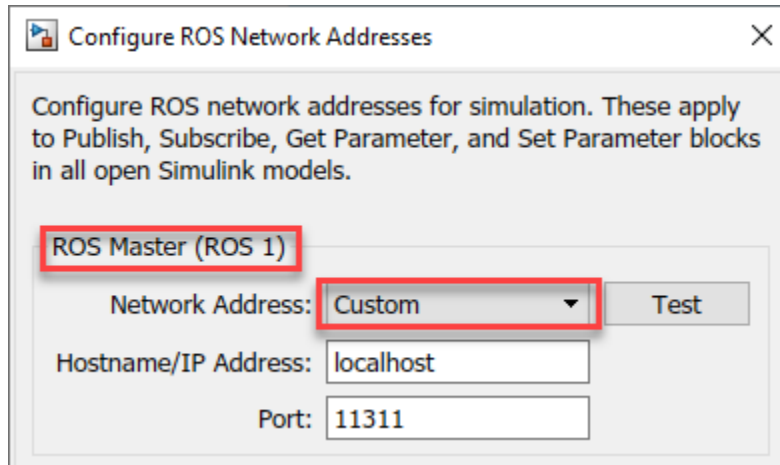 Configure ROS Network Addresses
Configure ROS network addresses for simulation. These apply
to Publish, Subscribe, Get Parameter, and Set Parameter blocks
in all open Simulink models.
ROS Master (ROS 1)
Network Address: Custom Test
Hostname/IP Address: localhost
Port: 11311